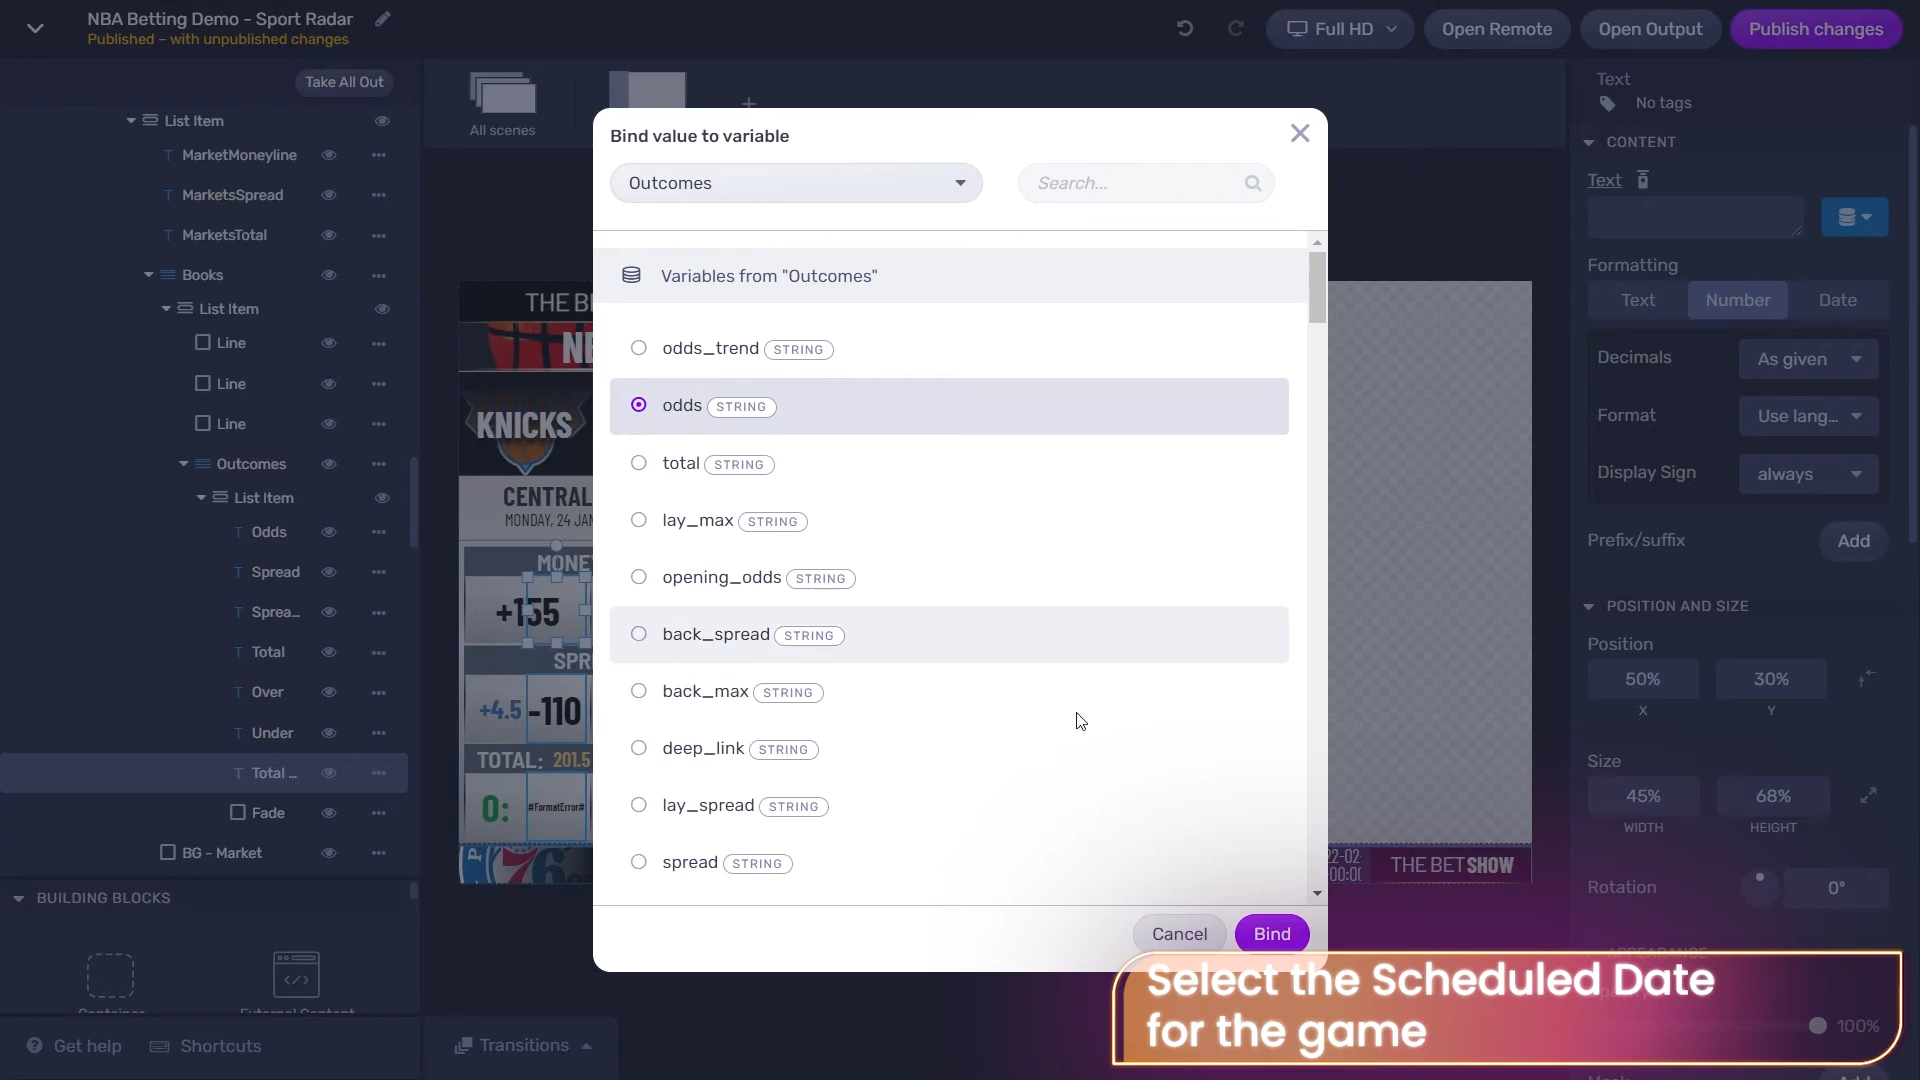 NBA Betting Demo - Sport Radar
Published – with unpublished changes
Full HD
Open Remote
Open Output
Publish changes
Take All Out
List Item
MarketMoneyline
MarketsSpread
MarketsTotal
Books
List Item
Line
Line
Line
Outcomes
List Item
Odds
Spread
Sprea...
Total
Over
Under
Total ...
Fade
BG - Market
BUILDING BLOCKS
Get help
Shortcuts
All scenes
Transitions
THE BE
KNICKS
CENTRAL
MONDAY, 24 JAN
+155
+4.5 -110
TOTAL: 201.5
0: #FormatError#
THE BET SHOW
Bind value to variable
Outcomes
Search...
Variables from "Outcomes"
odds_trend STRING
odds STRING
total STRING
lay_max STRING
opening_odds STRING
back_spread STRING
back_max STRING
deep_link STRING
lay_spread STRING
spread STRING
Cancel
Bind
Text
No tags
CONTENT
Text
Formatting
Text Number Date
Decimals As given
Format Use lang...
Display Sign always
Prefix/suffix Add
POSITION AND SIZE
Position
50% 30%
X Y
Size
45% 68%
WIDTH HEIGHT
Rotation 0°
100%
Select the Scheduled Date
for the game